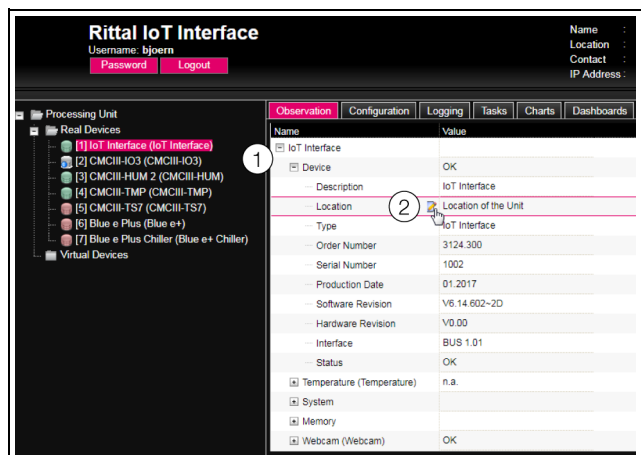 Rittal IoT Interface
Username: bjoern
Password Logout
Name :
Location :
Contact :
IP Address :
Processing Unit
Real Devices
[1] IoT Interface (IoT Interface)
[2] CMCIII-IO3 (CMCIII-IO3)
[3] CMCIII-HUM 2 (CMCIII-HUM)
[4] CMCIII-TMP (CMCIII-TMP)
[5] CMCIII-TS7 (CMCIII-TS7)
[6] Blue e Plus (Blue e+)
[7] Blue e Plus Chiller (Blue e+ Chiller)
Virtual Devices
Observation Configuration Logging Tasks Charts Dashboards
Name Value
IoT Interface
1
Device OK
Description IoT Interface
Location 2 Location of the Unit
Type IoT Interface
Order Number 3124.300
Serial Number 1002
Production Date 01.2017
Software Revision V6.14.602~2D
Hardware Revision V0.00
Interface BUS 1.01
Status OK
Temperature (Temperature) n.a.
System
Memory
Webcam (Webcam) OK